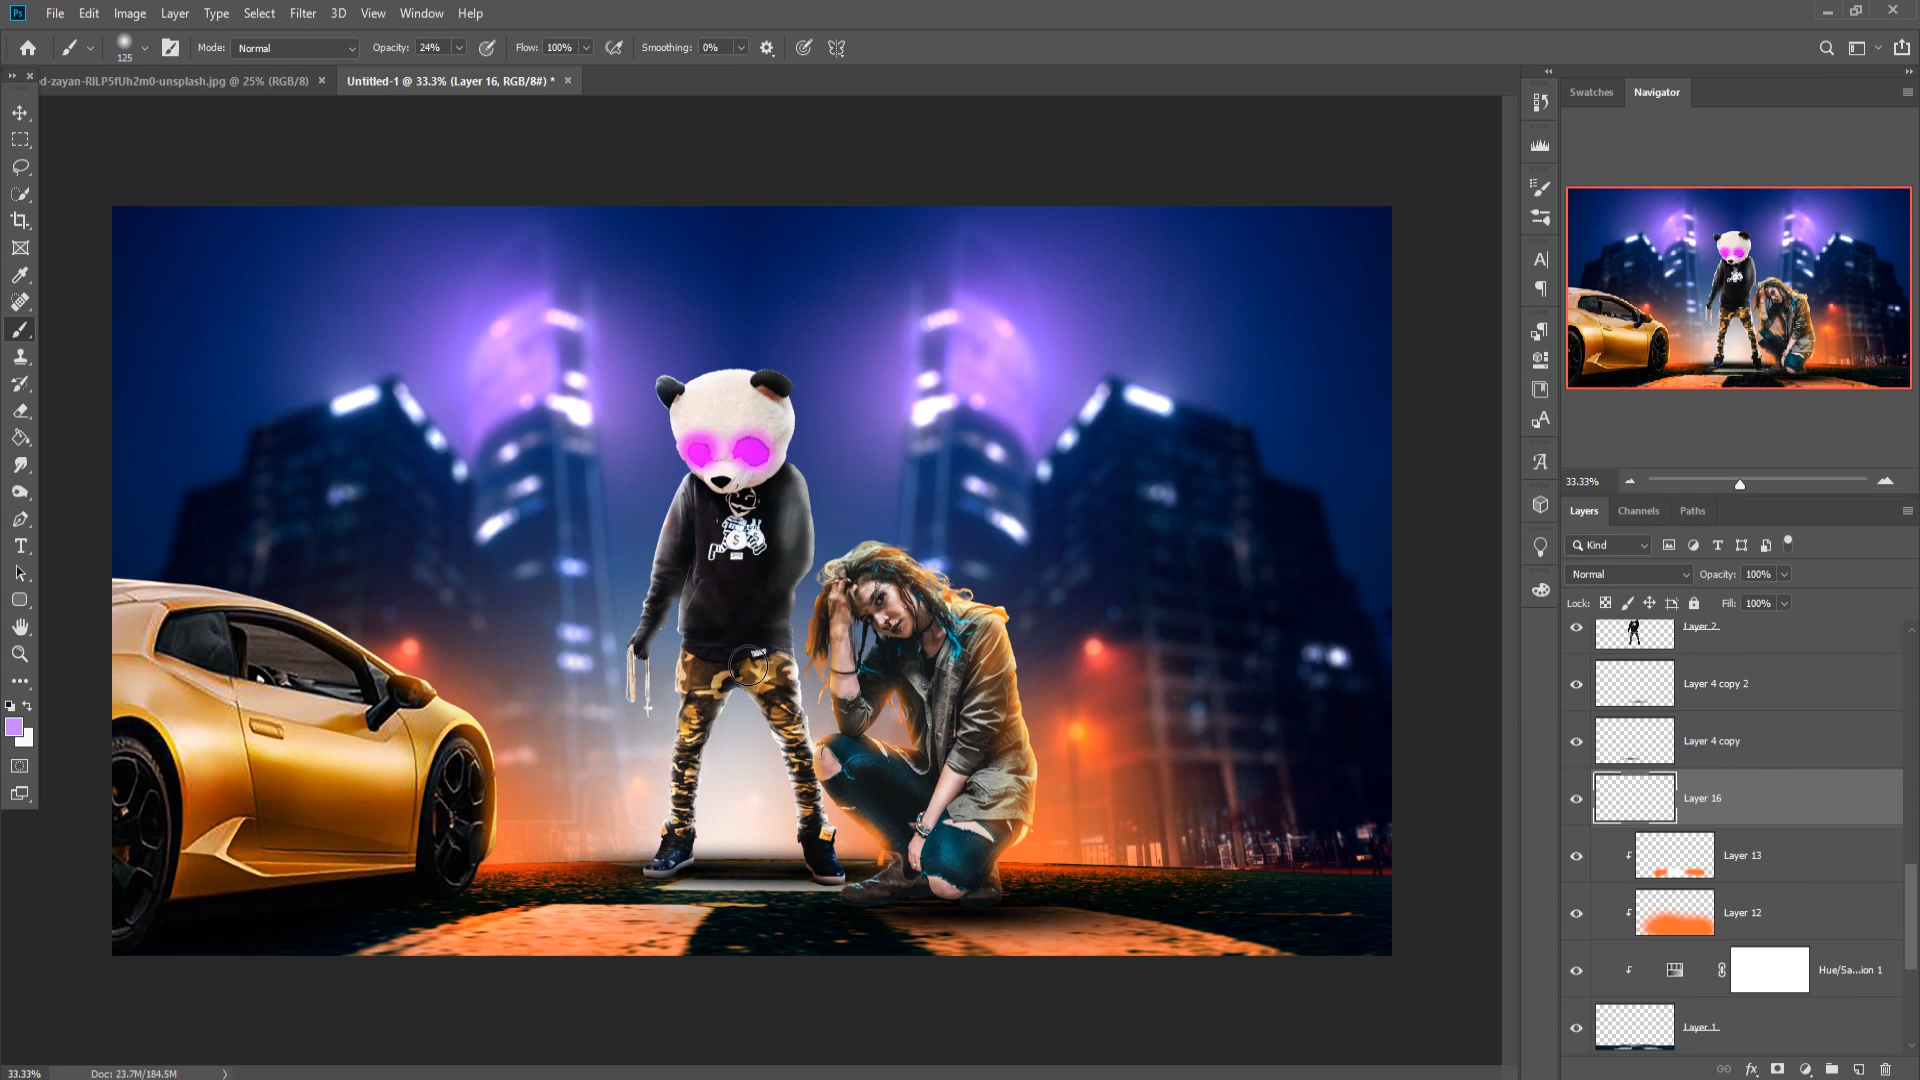 Ps File Edit Image Layer Type Select Filter 3D View Window Help
125 Mode: Normal Opacity: 24% Flow: 100% Smoothing: 0%
d-zayan-RILP5fUh2m0-unsplash.jpg @ 25% (RGB/8) × Untitled-1 @ 33.3% (Layer 16, RGB/8#) * ×
Swatches Navigator
33.33%
Layers Channels Paths
Kind
Normal Opacity: 100%
Lock: Fill: 100%
Layer 2
Layer 4 copy 2
Layer 4 copy
Layer 16
Layer 13
Layer 12
Hue/Sa...ion 1
Layer 1
33.33% Doc: 23.7M/184.5M